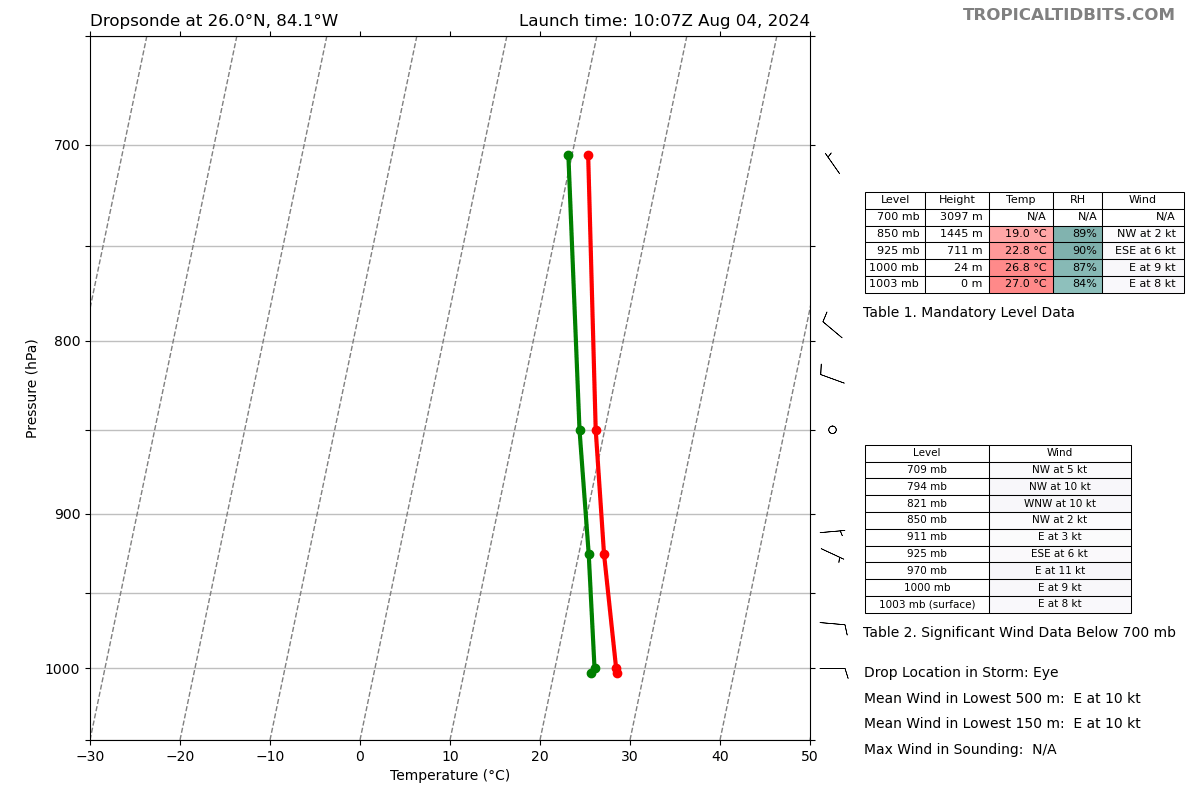 Dropsonde at 26.0°N, 84.1°W
Launch time: 10:07Z Aug 04, 2024
TROPICALTIDBITS.COM
700
800
900
1000
Pressure (hPa)
−30 −20 −10 0 10 20 30 40 50
Temperature (°C)
Level Height Temp RH Wind
700 mb 3097 m N/A N/A N/A
850 mb 1445 m 19.0 °C 89% NW at 2 kt
925 mb 711 m 22.8 °C 90% ESE at 6 kt
1000 mb 24 m 26.8 °C 87% E at 9 kt
1003 mb 0 m 27.0 °C 84% E at 8 kt
Table 1. Mandatory Level Data
Level Wind
709 mb NW at 5 kt
794 mb NW at 10 kt
821 mb WNW at 10 kt
850 mb NW at 2 kt
911 mb E at 3 kt
925 mb ESE at 6 kt
970 mb E at 11 kt
1000 mb E at 9 kt
1003 mb (surface) E at 8 kt
Table 2. Significant Wind Data Below 700 mb
Drop Location in Storm: Eye
Mean Wind in Lowest 500 m: E at 10 kt
Mean Wind in Lowest 150 m: E at 10 kt
Max Wind in Sounding: N/A